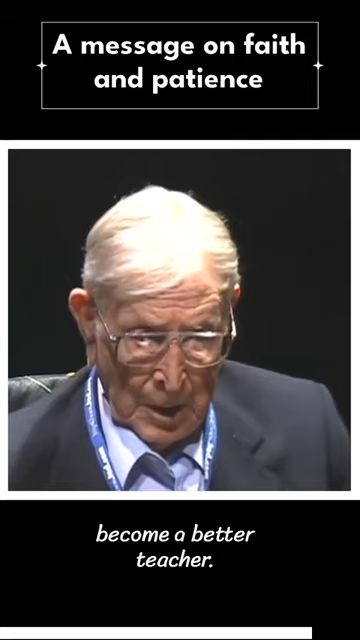 A message on faith
and patience
become a better
teacher.